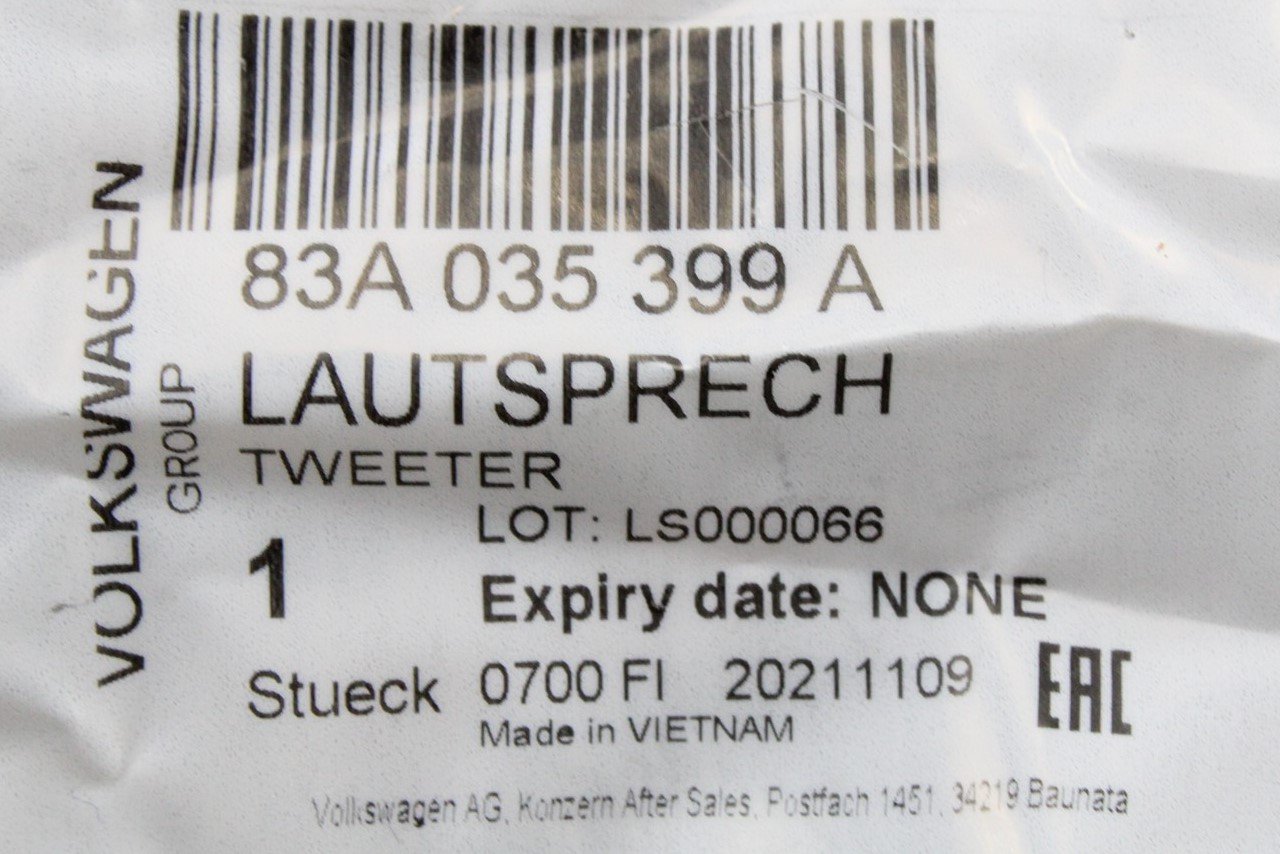 VOLKSWAGEN
GROUP
83A 035 399 A
LAUTSPRECH
TWEETER
LOT: LS000066
1
Expiry date: NONE
Stueck 0700 FI 20211109
Made in VIETNAM
EAC
Volkswagen AG, Konzern After Sales, Postfach 1451, 34219 Baunata